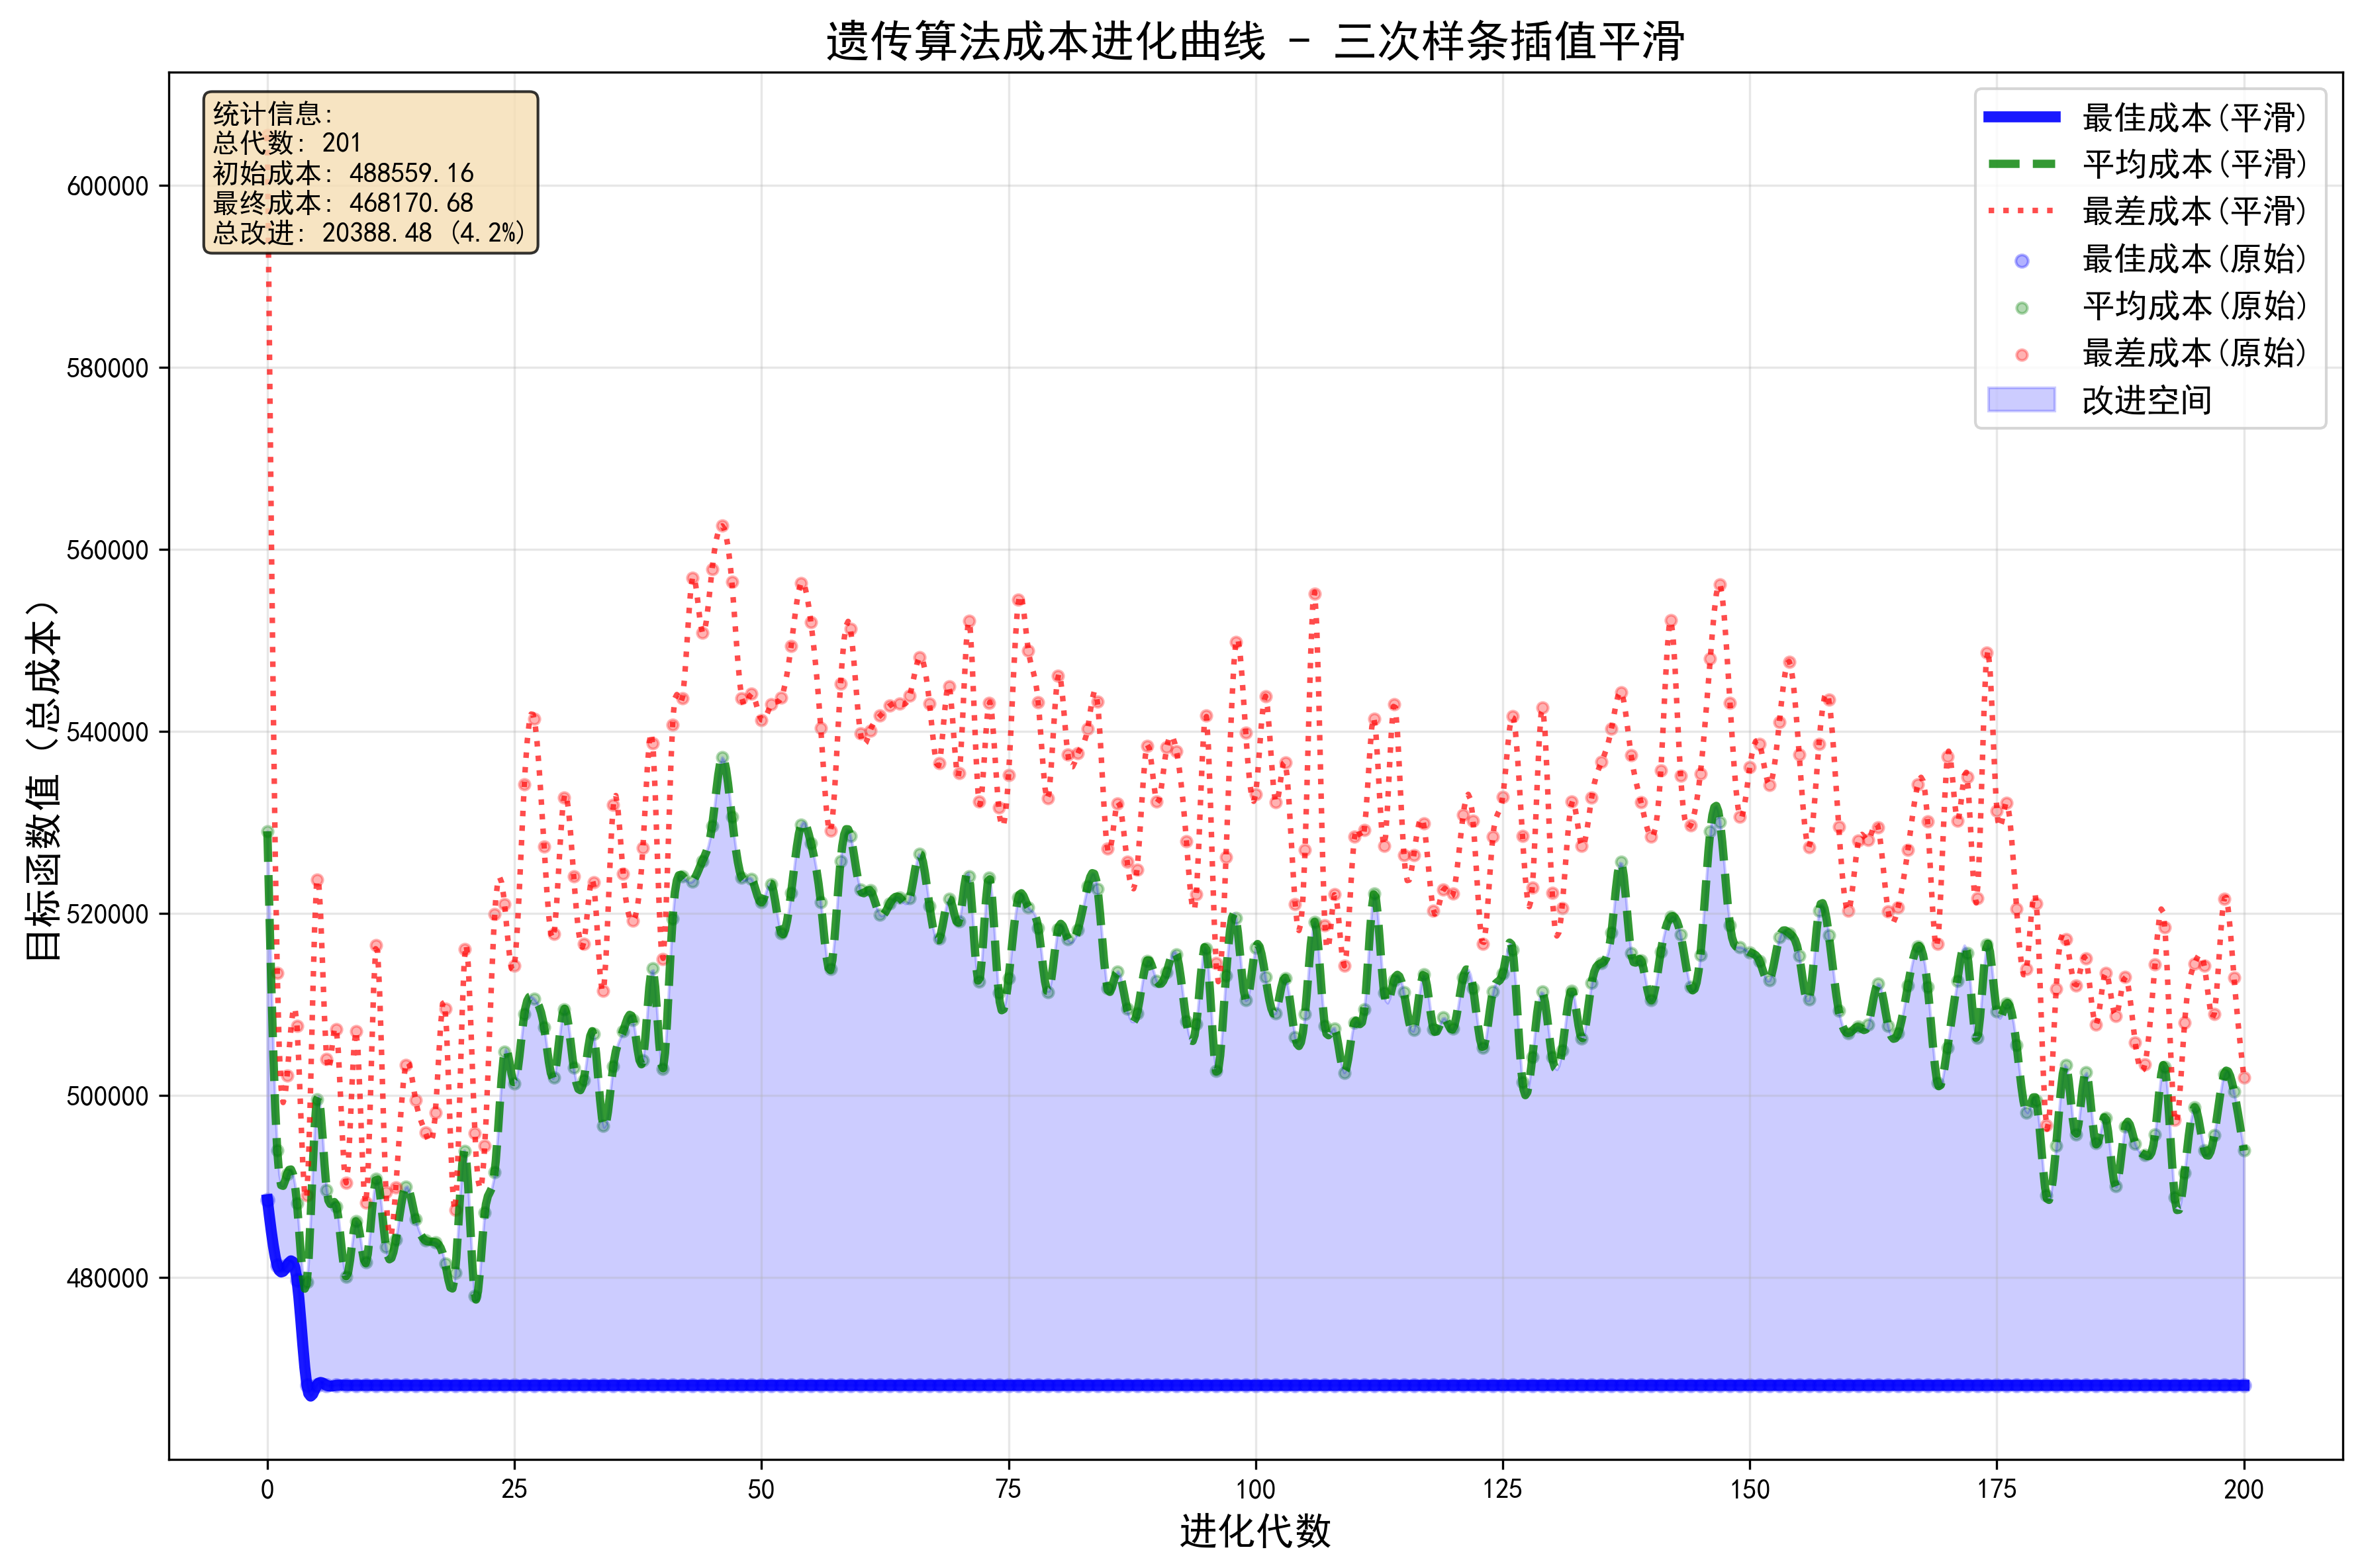 遗传算法成本进化曲线 - 三次样条插值平滑
统计信息:
总代数: 201
初始成本: 488559.16
最终成本: 468170.68
总改进: 20388.48 (4.2%)
最佳成本(平滑)
平均成本(平滑)
最差成本(平滑)
最佳成本(原始)
平均成本(原始)
最差成本(原始)
改进空间
目标函数值（总成本）
600000
580000
560000
540000
520000
500000
480000
0 25 50 75 100 125 150 175 200
进化代数